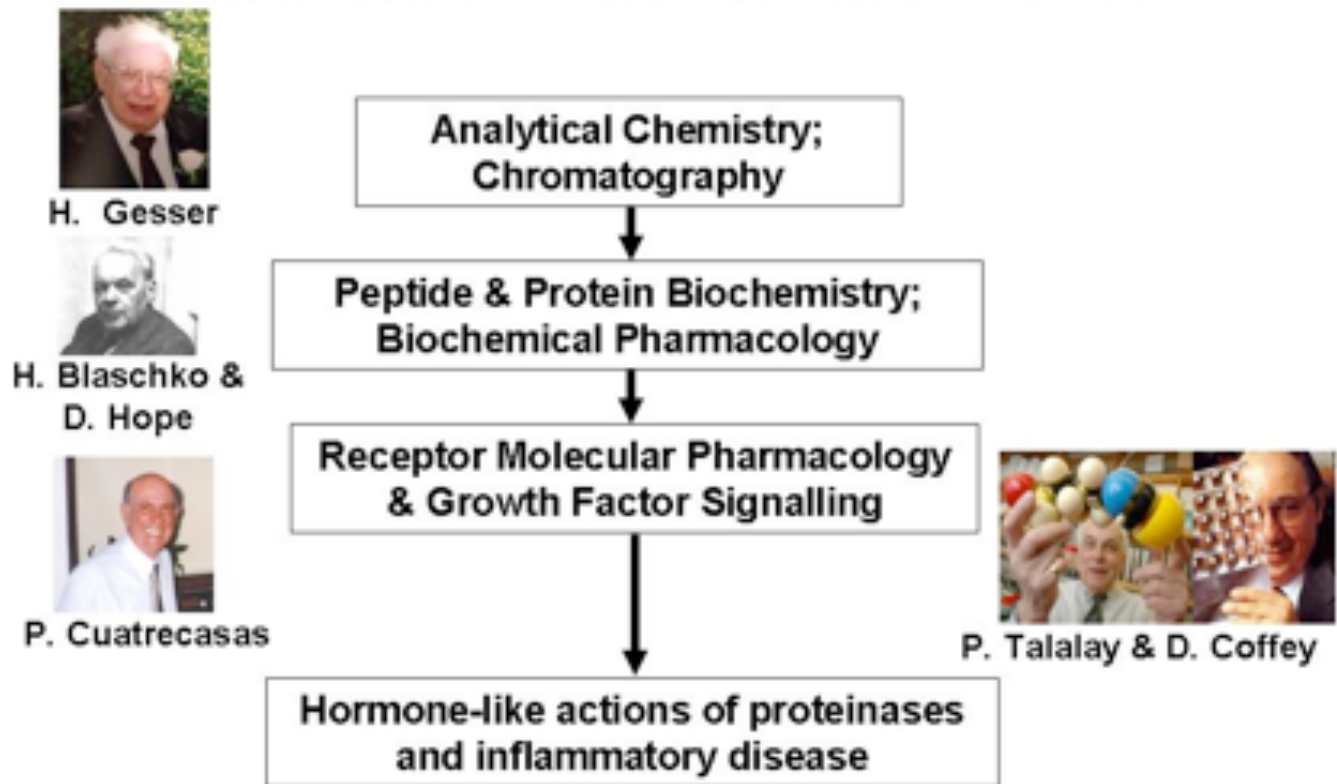 H. Gesser
Analytical Chemistry;
Chromatography
H. Blaschko &
D. Hope
Peptide & Protein Biochemistry;
Biochemical Pharmacology
P. Cuatrecasas
Receptor Molecular Pharmacology
& Growth Factor Signalling
P. Talalay & D. Coffey
Hormone-like actions of proteinases
and inflammatory disease